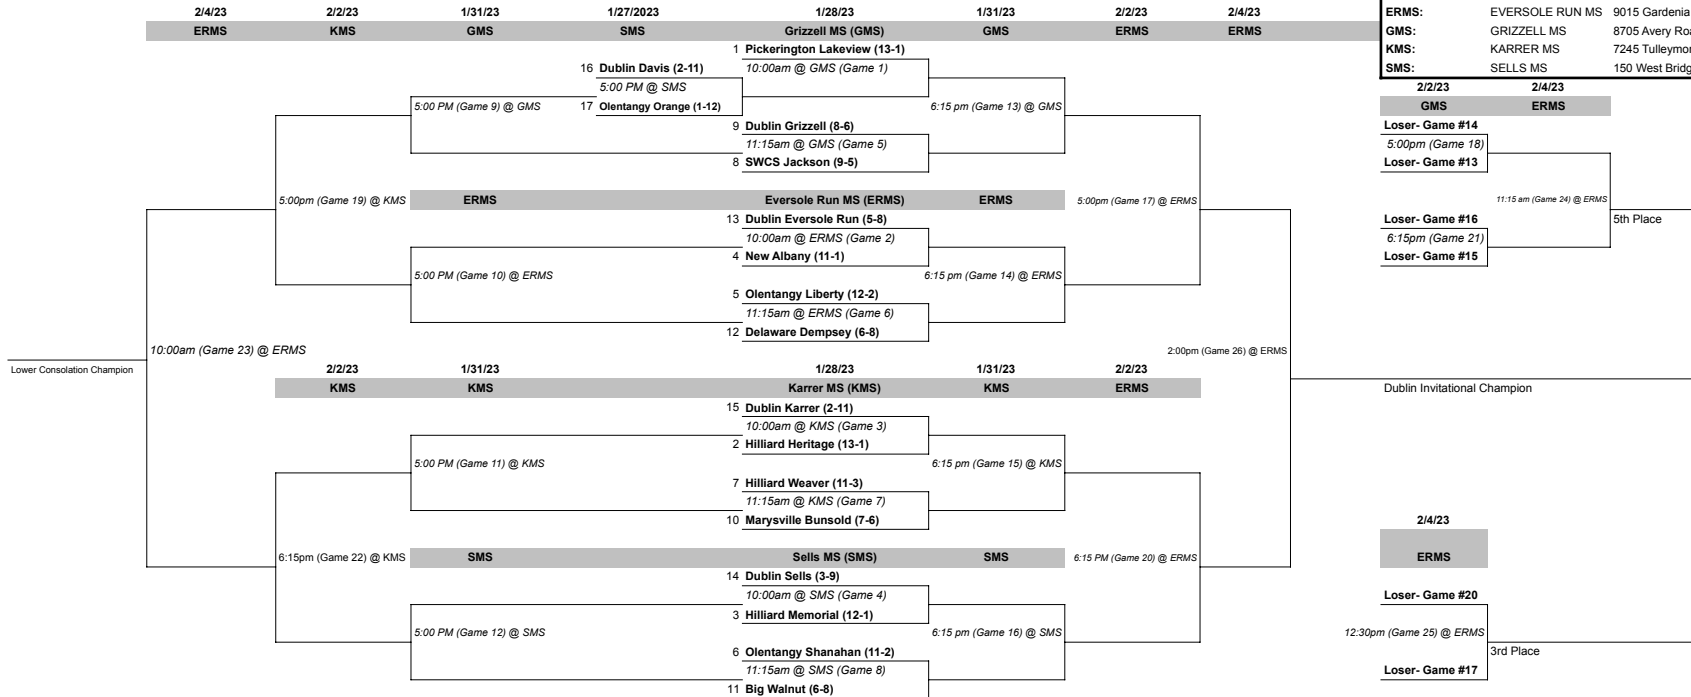 2/4/23 2/2/23 1/31/23 1/27/2023 1/28/23 1/31/23 2/2/23 2/4/23
ERMS KMS GMS SMS Grizzell MS (GMS) GMS ERMS ERMS
ERMS: EVERSOLE RUN MS 9015 Gardenia
GMS: GRIZZELL MS 8705 Avery Roa
KMS: KARRER MS 7245 Tulleymor
SMS: SELLS MS 150 West Bridg
1 Pickerington Lakeview (13-1)
10:00am @ GMS (Game 1)
16 Dublin Davis (2-11)
5:00 PM @ SMS
17 Olentangy Orange (1-12)
5:00 PM (Game 9) @ GMS
6:15 pm (Game 13) @ GMS
9 Dublin Grizzell (8-6)
11:15am @ GMS (Game 5)
8 SWCS Jackson (9-5)
2/2/23 2/4/23
GMS ERMS
Loser- Game #14
5:00pm (Game 18)
Loser- Game #13
5:00pm (Game 19) @ KMS
ERMS Eversole Run MS (ERMS) ERMS
5:00pm (Game 17) @ ERMS
11:15 am (Game 24) @ ERMS
13 Dublin Eversole Run (5-8)
10:00am @ ERMS (Game 2)
4 New Albany (11-1)
Loser- Game #16
5th Place
6:15pm (Game 21)
Loser- Game #15
5:00 PM (Game 10) @ ERMS
6:15 pm (Game 14) @ ERMS
5 Olentangy Liberty (12-2)
11:15am @ ERMS (Game 6)
12 Delaware Dempsey (6-8)
10:00am (Game 23) @ ERMS
2:00pm (Game 26) @ ERMS
Lower Consolation Champion
2/2/23 1/31/23 1/28/23 1/31/23 2/2/23
KMS KMS Karrer MS (KMS) KMS ERMS
Dublin Invitational Champion
15 Dublin Karrer (2-11)
10:00am @ KMS (Game 3)
2 Hilliard Heritage (13-1)
5:00 PM (Game 11) @ KMS
6:15 pm (Game 15) @ KMS
7 Hilliard Weaver (11-3)
11:15am @ KMS (Game 7)
10 Marysville Bunsold (7-6)
2/4/23
ERMS
6:15pm (Game 22) @ KMS
SMS Sells MS (SMS) SMS
6:15 PM (Game 20) @ ERMS
14 Dublin Sells (3-9)
10:00am @ SMS (Game 4)
3 Hilliard Memorial (12-1)
Loser- Game #20
5:00 PM (Game 12) @ SMS
6:15 pm (Game 16) @ SMS
12:30pm (Game 25) @ ERMS
3rd Place
6 Olentangy Shanahan (11-2)
11:15am @ SMS (Game 8)
11 Big Walnut (6-8)
Loser- Game #17